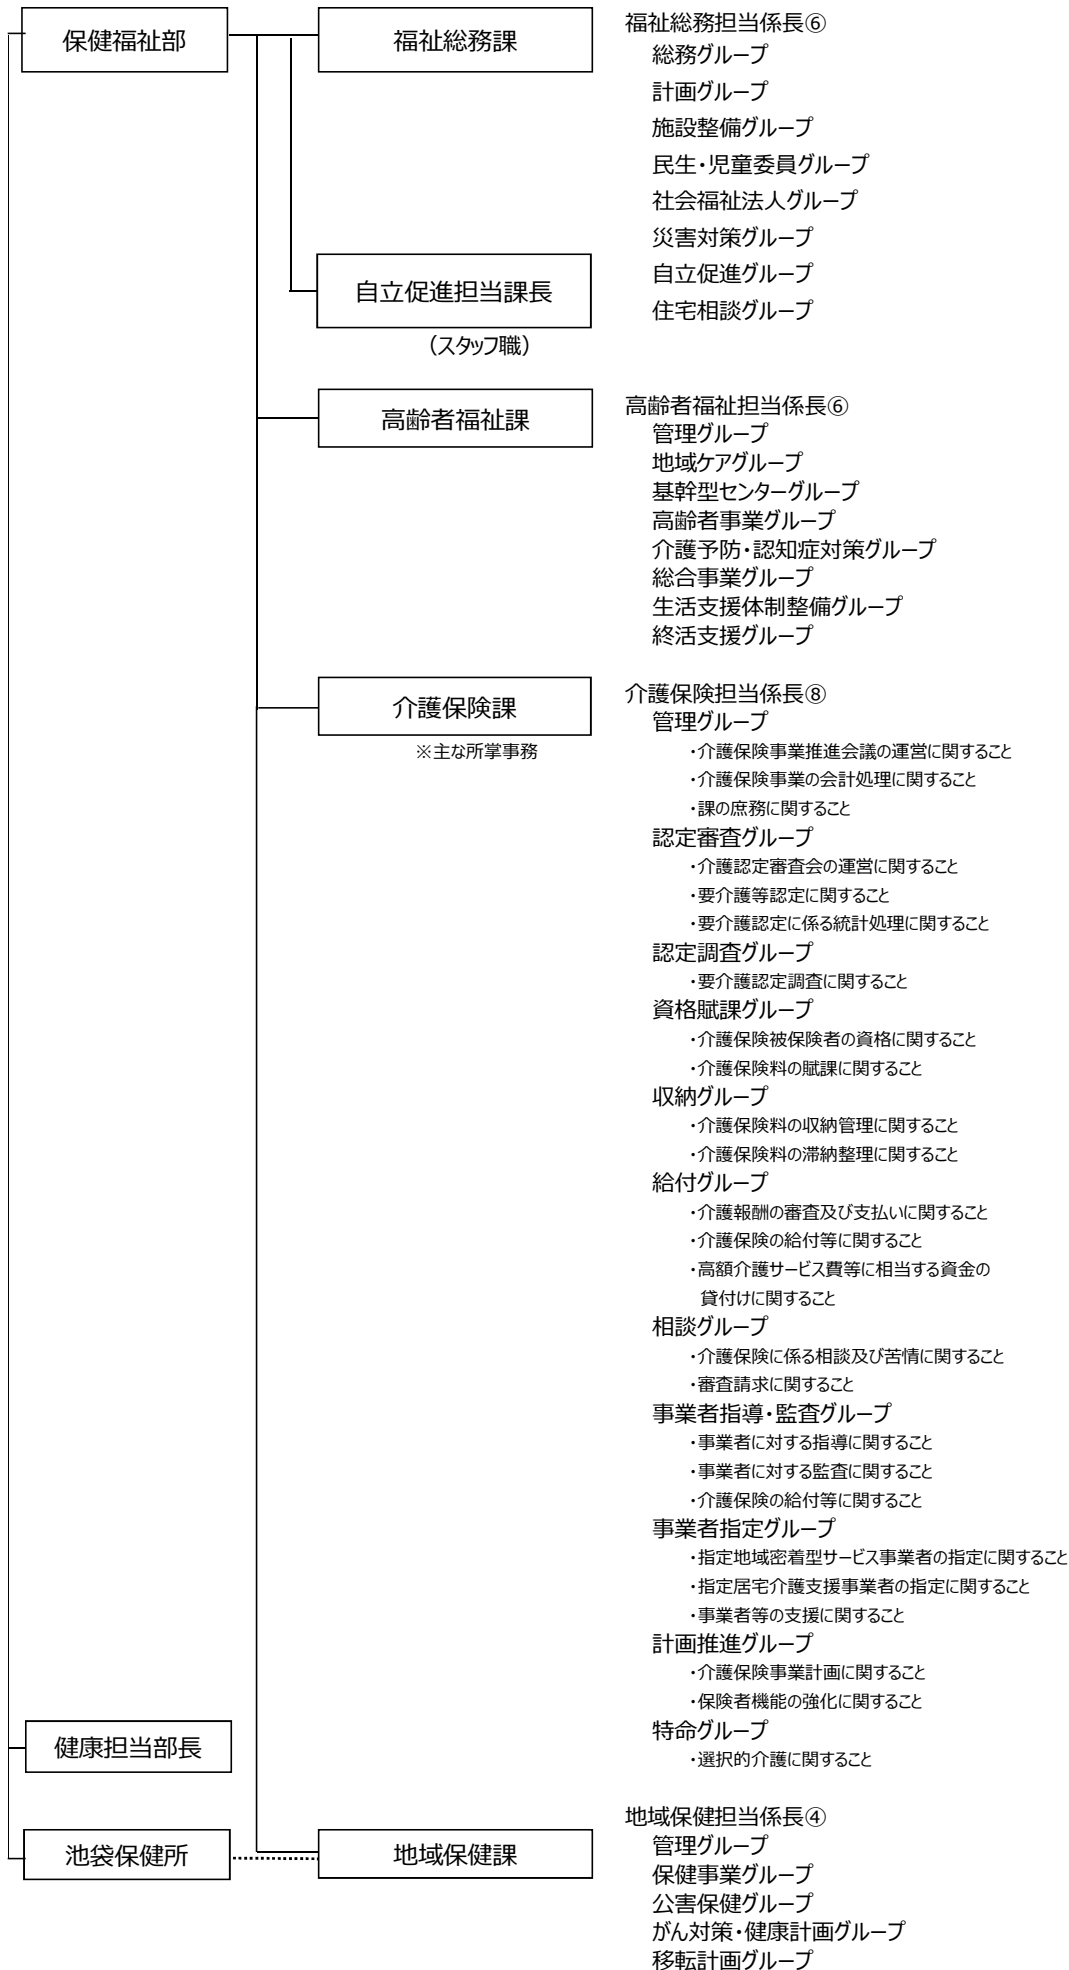 保健福祉部
福祉総務課
福祉総務担当係長⑥
総務グループ
計画グループ
施設整備グループ
民生・児童委員グループ
社会福祉法人グループ
災害対策グループ
自立促進グループ
住宅相談グループ
自立促進担当課長
（スタッフ職）
高齢者福祉課
高齢者福祉担当係長⑥
管理グループ
地域ケアグループ
基幹型センターグループ
高齢者事業グループ
介護予防・認知症対策グループ
総合事業グループ
生活支援体制整備グループ
終活支援グループ
介護保険課
※主な所掌事務
介護保険担当係長⑧
管理グループ
・介護保険事業推進会議の運営に関すること
・介護保険事業の会計処理に関すること
・課の庶務に関すること
認定審査グループ
・介護認定審査会の運営に関すること
・要介護等認定に関すること
・要介護認定に係る統計処理に関すること
認定調査グループ
・要介護認定調査に関すること
資格賦課グループ
・介護保険被保険者の資格に関すること
・介護保険料の賦課に関すること
収納グループ
・介護保険料の収納管理に関すること
・介護保険料の滞納整理に関すること
給付グループ
・介護報酬の審査及び支払いに関すること
・介護保険の給付等に関すること
・高額介護サービス費等に相当する資金の
貸付けに関すること
相談グループ
・介護保険に係る相談及び苦情に関すること
・審査請求に関すること
事業者指導・監査グループ
・事業者に対する指導に関すること
・事業者に対する監査に関すること
・介護保険の給付等に関すること
事業者指定グループ
・指定地域密着型サービス事業者の指定に関すること
・指定居宅介護支援事業者の指定に関すること
・事業者等の支援に関すること
計画推進グループ
・介護保険事業計画に関すること
・保険者機能の強化に関すること
特命グループ
・選択的介護に関すること
健康担当部長
池袋保健所
地域保健課
地域保健担当係長④
管理グループ
保健事業グループ
公害保健グループ
がん対策・健康計画グループ
移転計画グループ